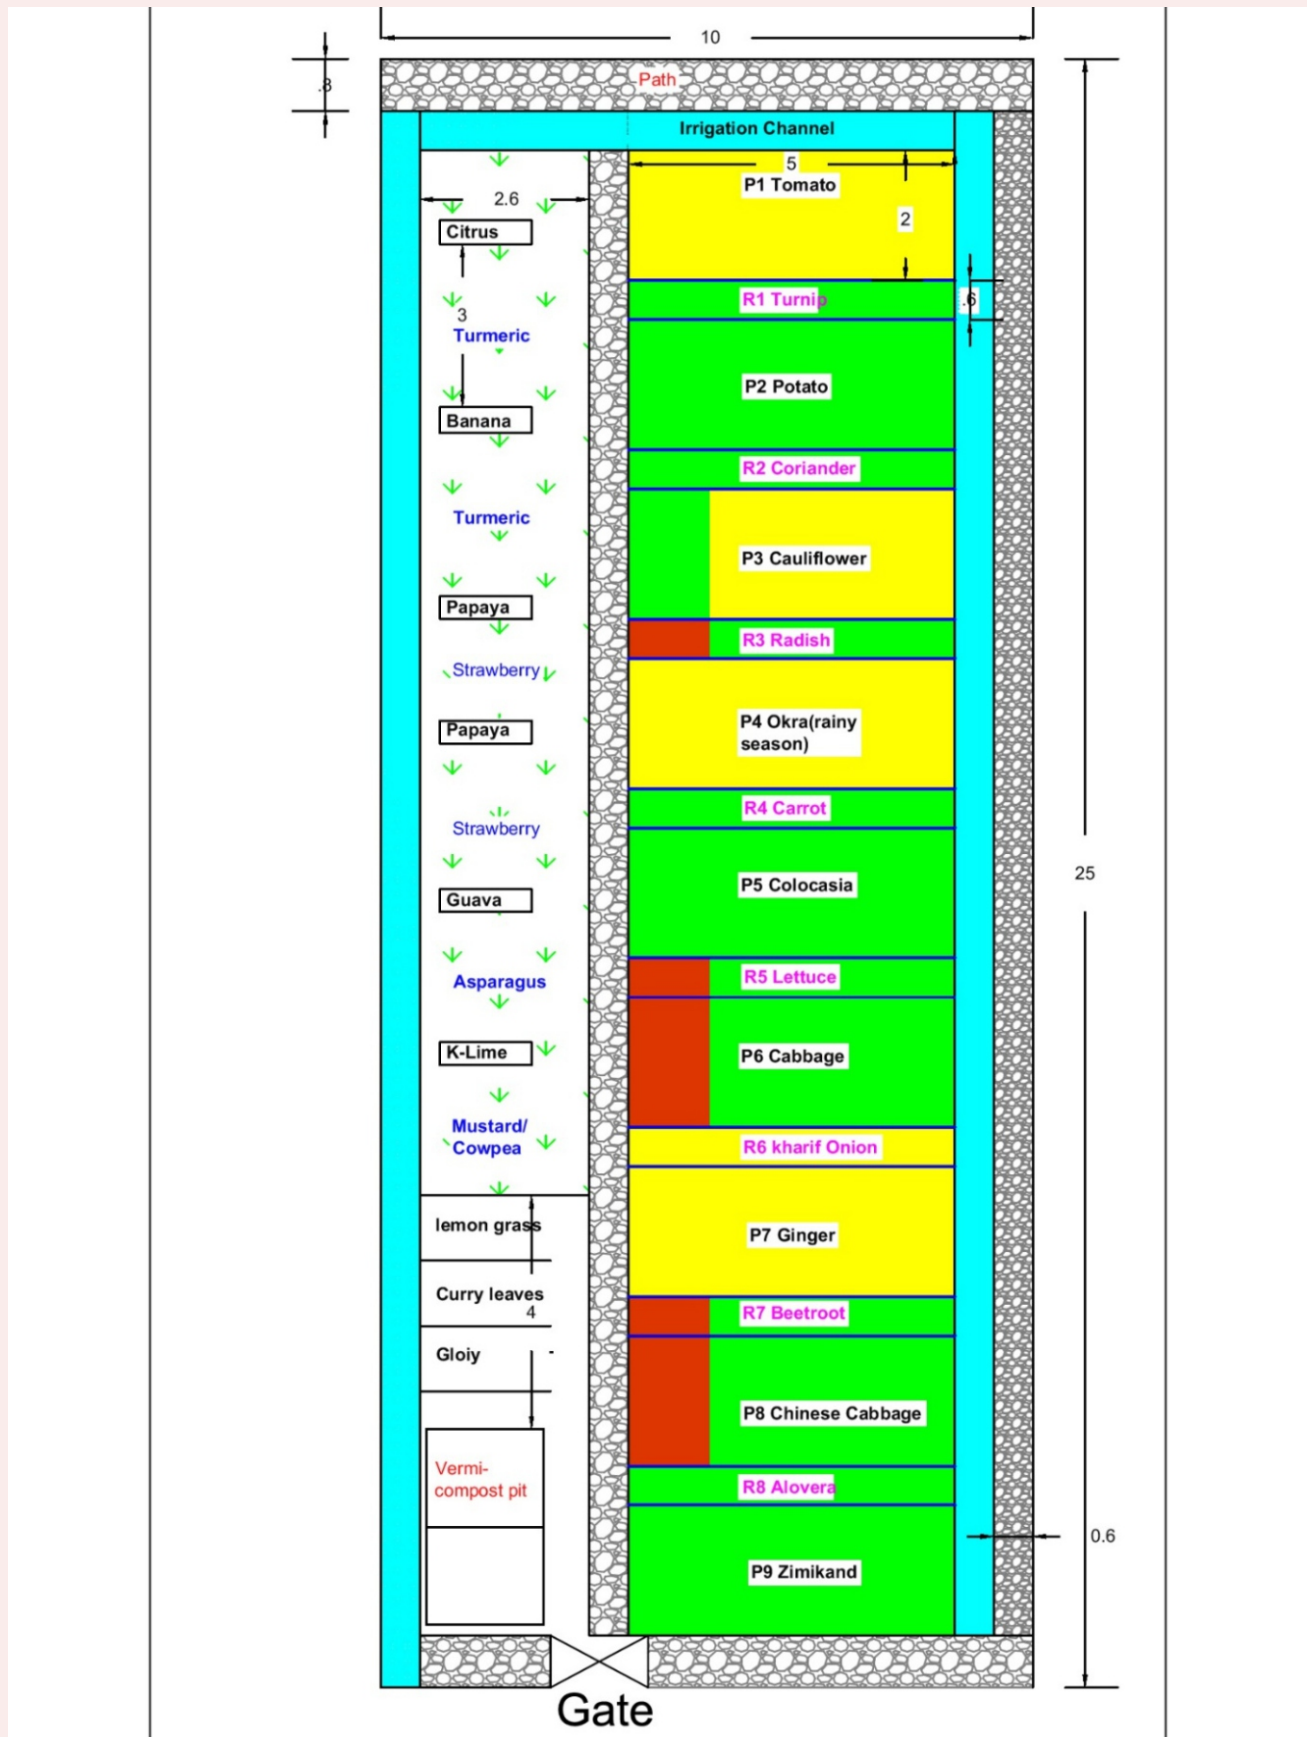 10
.8
Path
Irrigation Channel
5
P1 Tomato
2.6
2
Citrus
R1 Turnip
.6
3
Turmeric
P2 Potato
Banana
R2 Coriander
Turmeric
P3 Cauliflower
Papaya
R3 Radish
Strawberry
Papaya
P4 Okra(rainy
season)
R4 Carrot
Strawberry
25
P5 Colocasia
Guava
R5 Lettuce
Asparagus
K-Lime
P6 Cabbage
Mustard/
Cowpea
R6 kharif Onion
lemon grass
P7 Ginger
Curry leaves
4
R7 Beetroot
Gloiy
P8 Chinese Cabbage
Vermi-
compost pit
R8 Alovera
0.6
P9 Zimikand
Gate